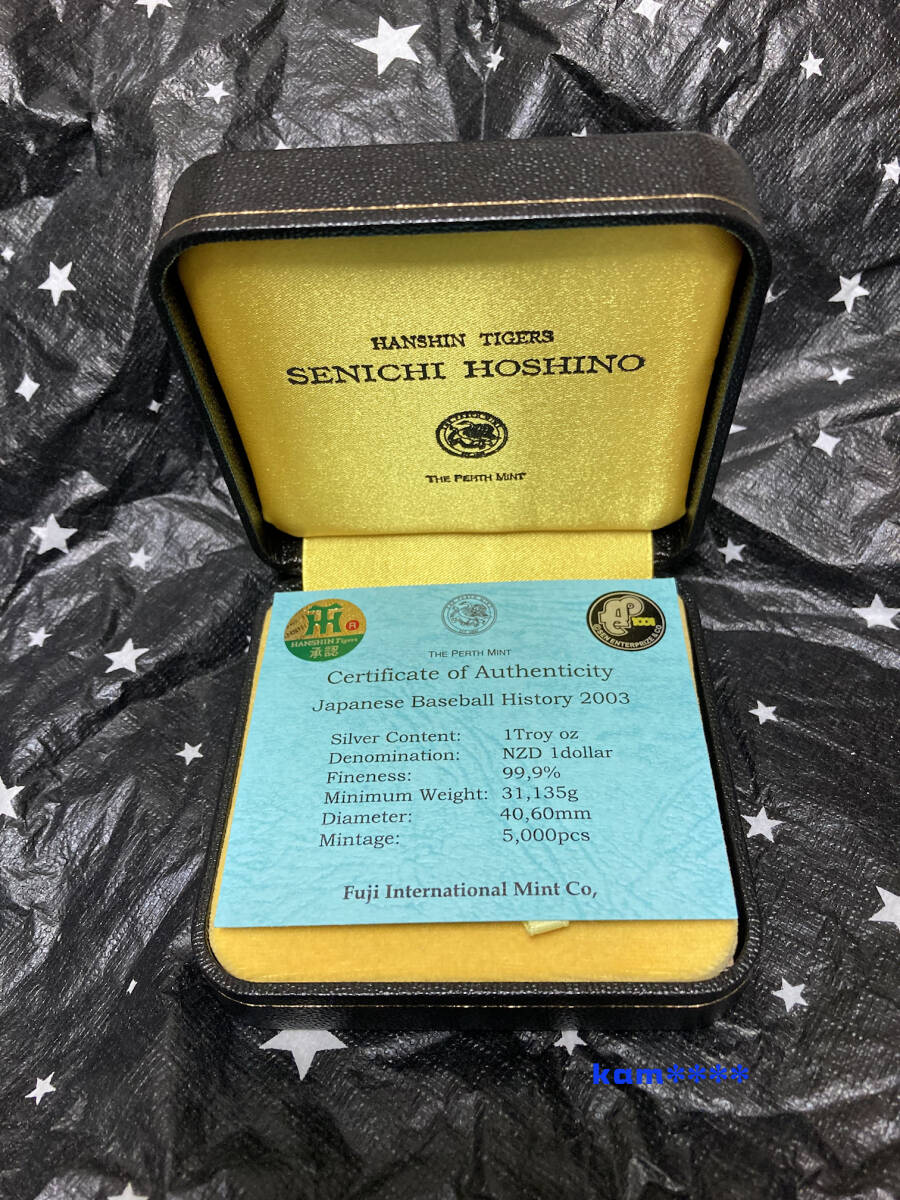 HANSHIN TIGERS
SENICHI HOSHINO
THE PERTH MINT
HANSHIN Tigers
承認
1001
THE PERTH MINT
Certificate of Authenticity
Japanese Baseball History 2003
Silver Content: 1Troy oz
Denomination: NZD 1dollar
Fineness: 99,9%
Minimum Weight: 31,135g
Diameter: 40,60mm
Mintage: 5,000pcs
Fuji International Mint Co,
kam****